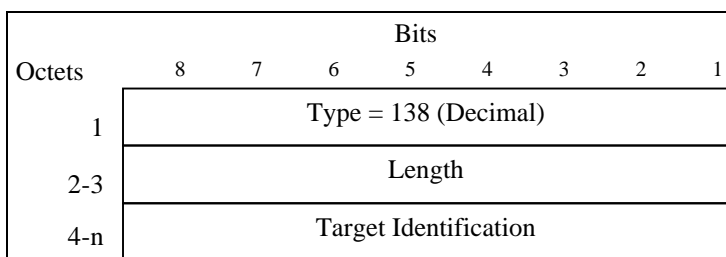 Bits
Octets 8 7 6 5 4 3 2 1
1 Type = 138 (Decimal)
2-3 Length
4-n Target Identification